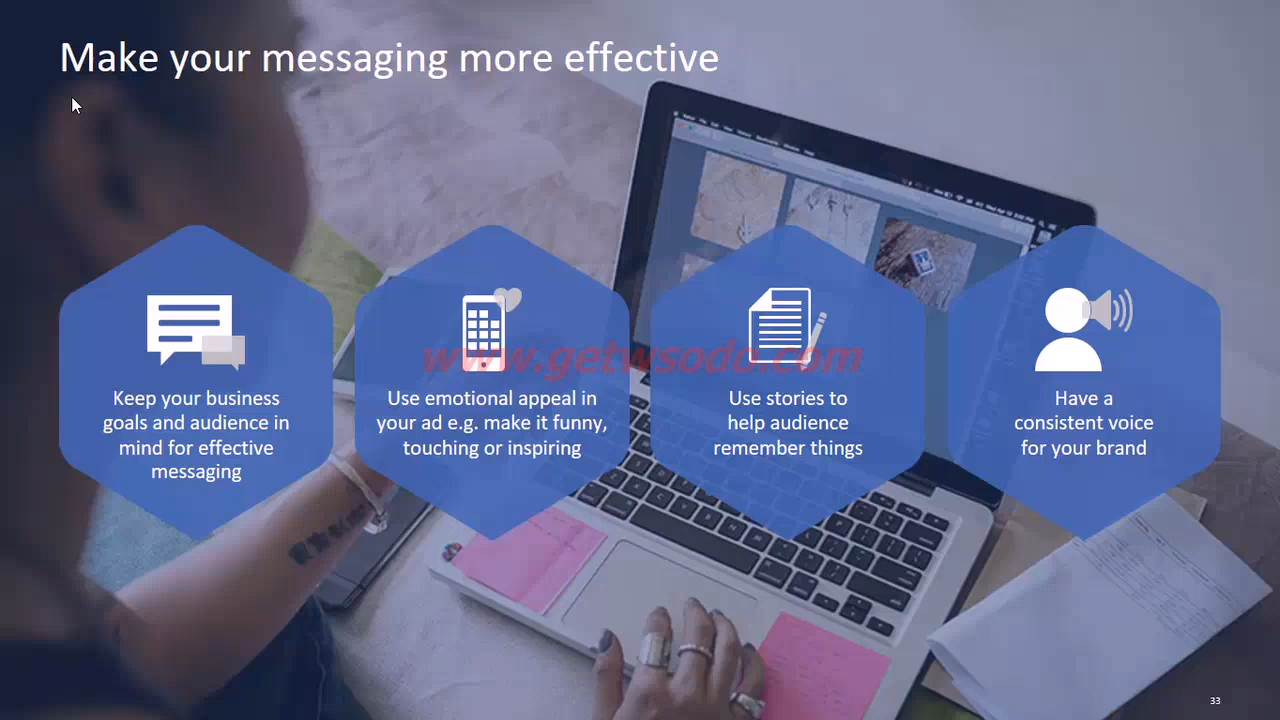 Make your messaging more effective
www.getwsodo.com
Keep your business
goals and audience in
mind for effective
messaging
Use emotional appeal in
your ad e.g. make it funny,
touching or inspiring
Use stories to
help audience
remember things
Have a
consistent voice
for your brand
33